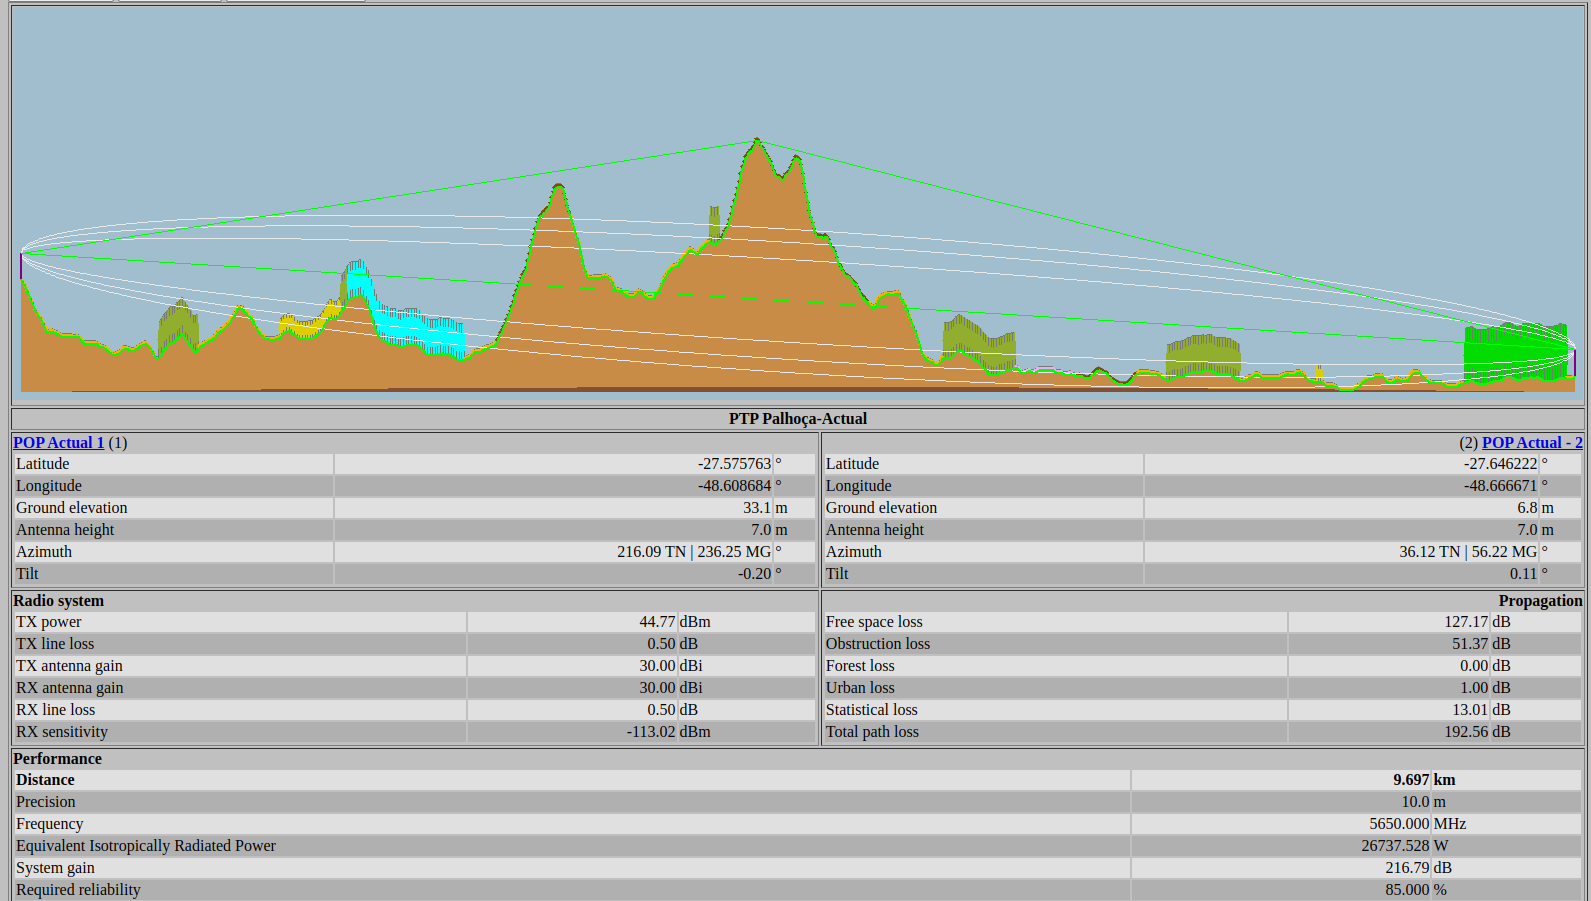 PTP Palhoça-Actual
POP Actual 1 (1)
Latitude -27.575763 °
Longitude -48.608684 °
Ground elevation 33.1 m
Antenna height 7.0 m
Azimuth 216.09 TN | 236.25 MG °
Tilt -0.20 °
(2) POP Actual - 2
Latitude -27.646222 °
Longitude -48.666671 °
Ground elevation 6.8 m
Antenna height 7.0 m
Azimuth 36.12 TN | 56.22 MG °
Tilt 0.11 °
Radio system
TX power 44.77 dBm
TX line loss 0.50 dB
TX antenna gain 30.00 dBi
RX antenna gain 30.00 dBi
RX line loss 0.50 dB
RX sensitivity -113.02 dBm
Propagation
Free space loss 127.17 dB
Obstruction loss 51.37 dB
Forest loss 0.00 dB
Urban loss 1.00 dB
Statistical loss 13.01 dB
Total path loss 192.56 dB
Performance
Distance 9.697 km
Precision 10.0 m
Frequency 5650.000 MHz
Equivalent Isotropically Radiated Power 26737.528 W
System gain 216.79 dB
Required reliability 85.000 %